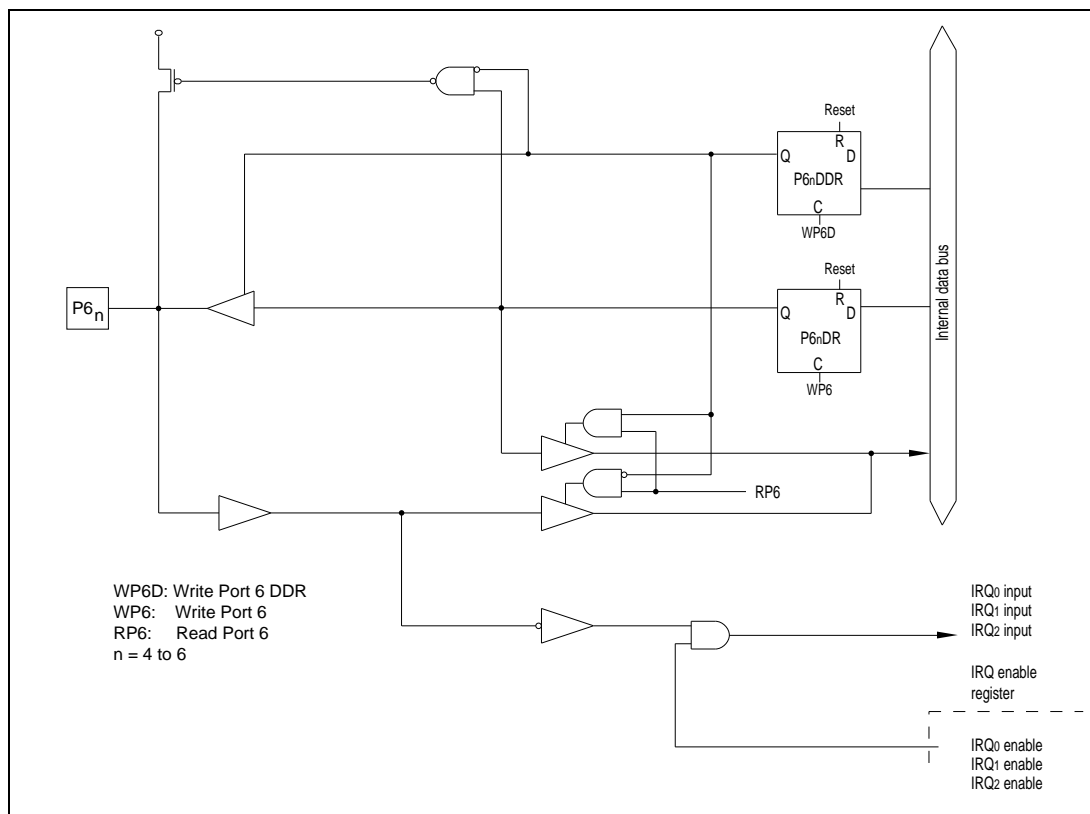 Reset
R
Q D
P6nDDR
C
WP6D
Reset
R
Q D
P6nDR
C
WP6
P6n
Internal data bus
RP6
WP6D: Write Port 6 DDR
WP6: Write Port 6
RP6: Read Port 6
n = 4 to 6
IRQ0 input
IRQ1 input
IRQ2 input
IRQ enable
register
IRQ0 enable
IRQ1 enable
IRQ2 enable